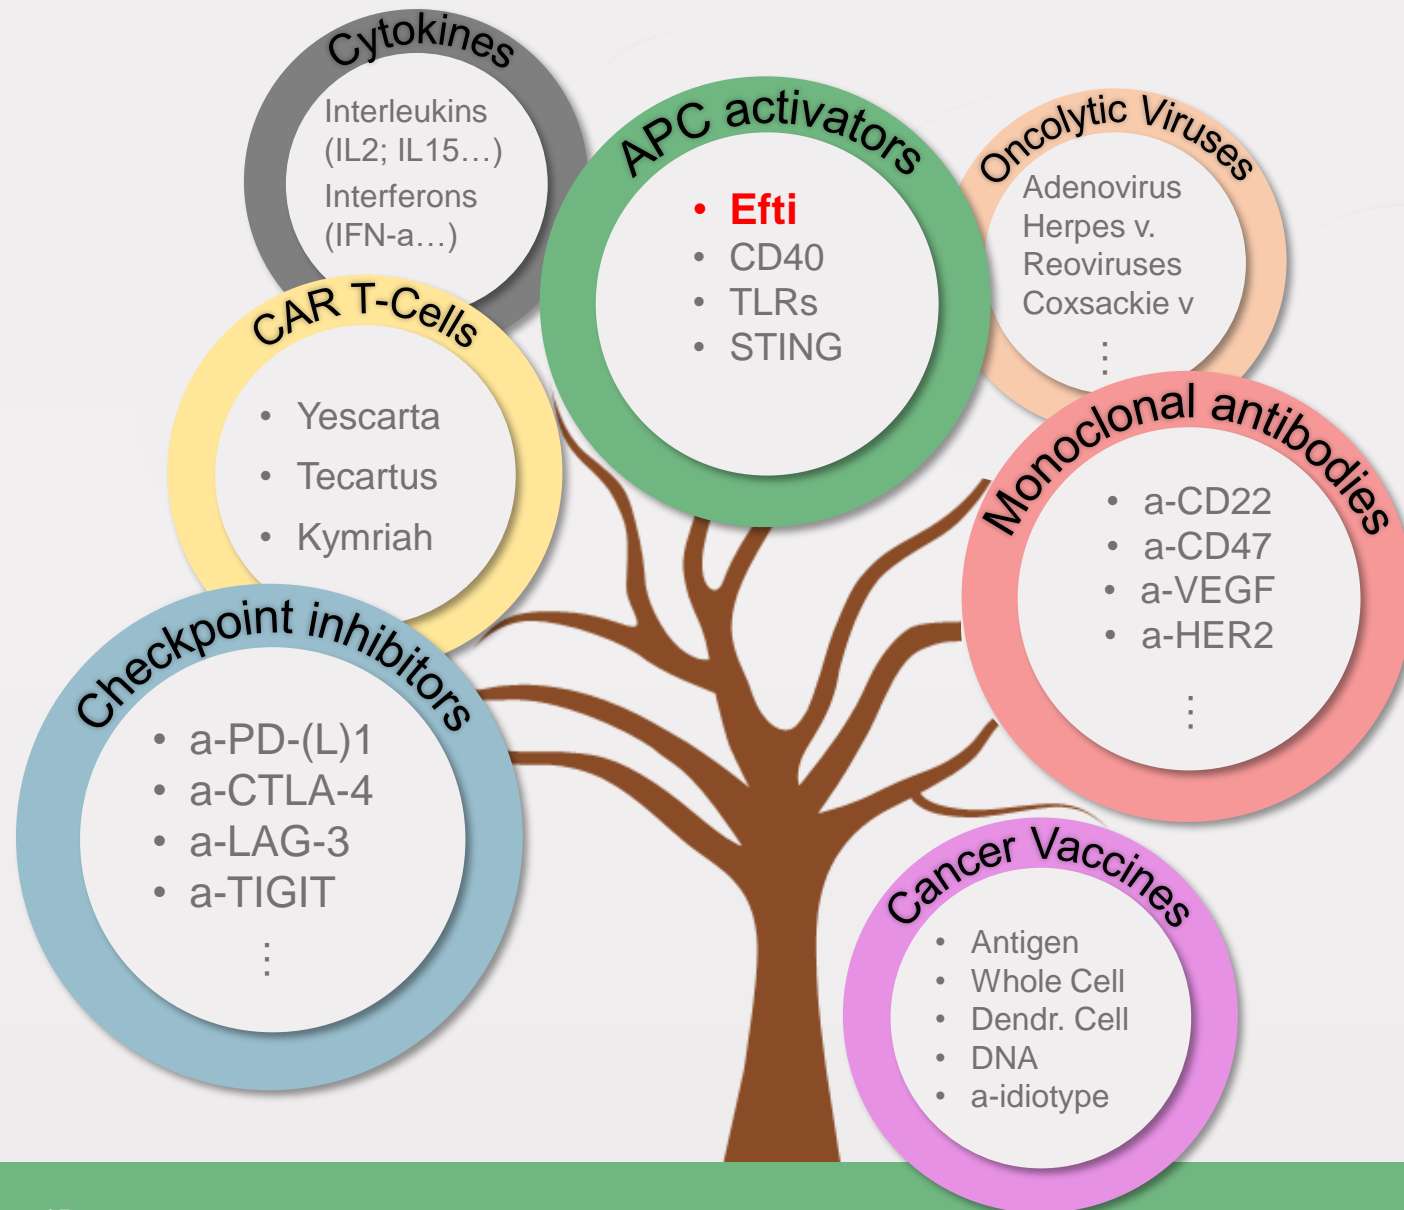 Cytokines
Interleukins
(IL2; IL15…)
Interferons
(IFN-a…)
APC activators
• Efti
• CD40
• TLRs
• STING
Oncolytic Viruses
Adenovirus
Herpes v.
Reoviruses
Coxsackie v
⋮
CAR T-Cells
• Yescarta
• Tecartus
• Kymriah
Monoclonal antibodies
• a-CD22
• a-CD47
• a-VEGF
• a-HER2
⋮
Checkpoint inhibitors
• a-PD-(L)1
• a-CTLA-4
• a-LAG-3
• a-TIGIT
⋮
Cancer Vaccines
• Antigen
• Whole Cell
• Dendr. Cell
• DNA
• a-idiotype